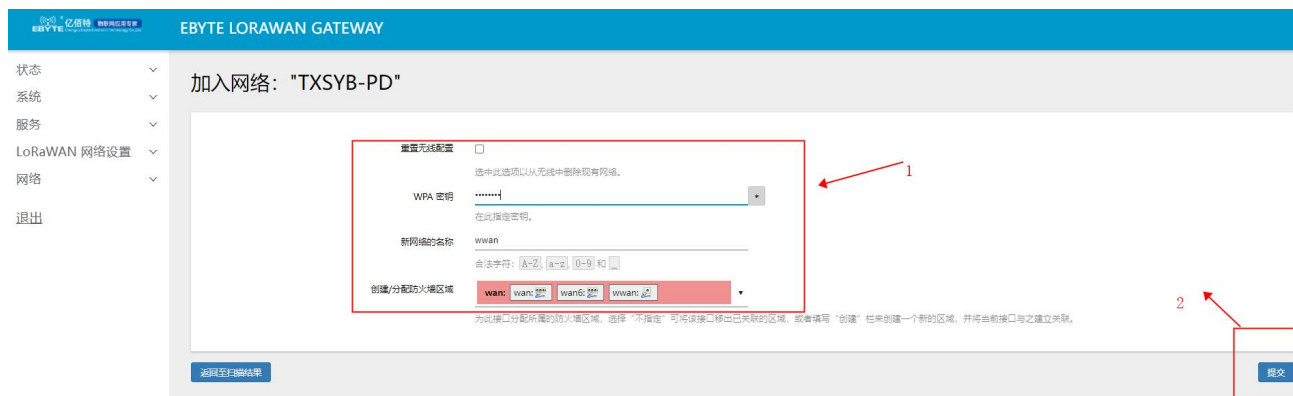 EBYTE 亿佰特 物联网应用专家
EBYTE LORAWAN GATEWAY
状态
系统
服务
LoRaWAN 网络设置
网络
退出
加入网络："TXSYB-PD"
重置无线配置
选中此选项以从无线中删除现有网络。
WPA 密钥 ········ *
在此指定密钥。
新网络的名称 wwan
合法字符：A-Z, a-z, 0-9 和 _
创建/分配防火墙区域 wan: wan: wan6: wwan:
为此接口分配所属的防火墙区域，选择“不指定”可将该接口移出已关联的区域，或者填写“创建”栏来创建一个新的区域，并将当前接口与之建立关联。
1
2
返回至扫描结果
提交